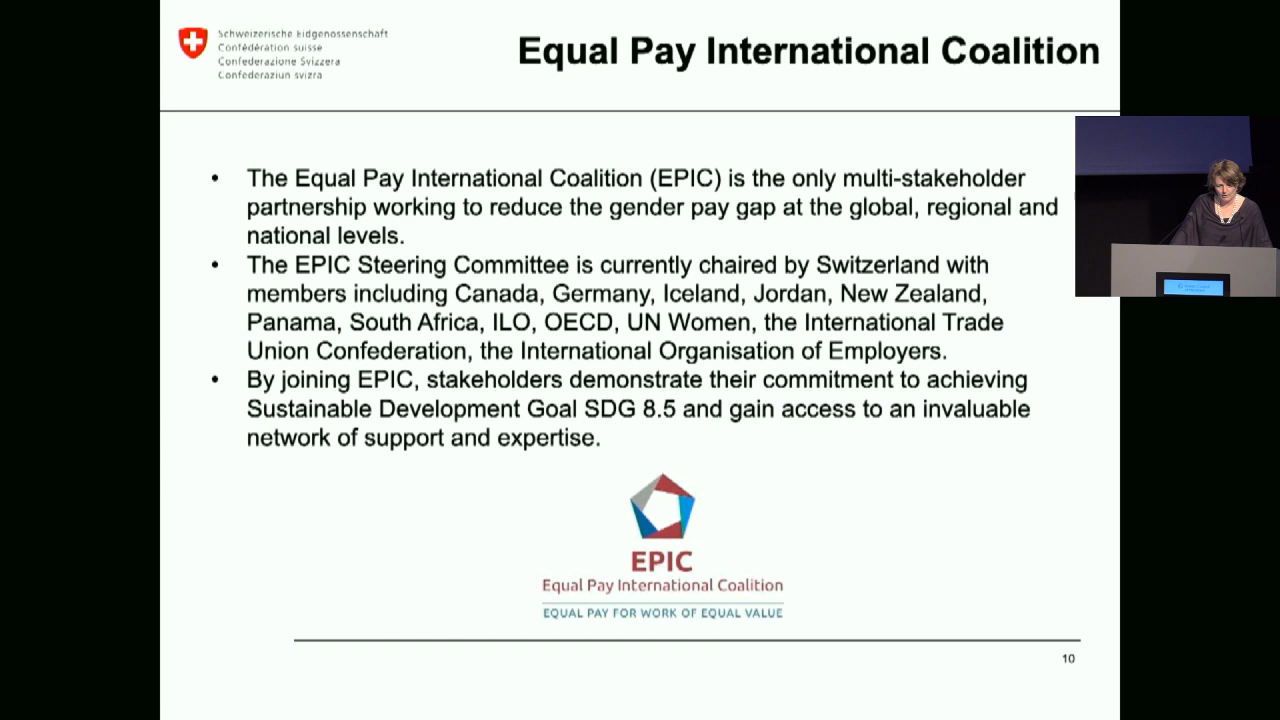 Schweizerische Eidgenossenschaft
Confédération suisse
Confederazione Svizzera
Confederaziun svizra
Equal Pay International Coalition
• The Equal Pay International Coalition (EPIC) is the only multi-stakeholder
partnership working to reduce the gender pay gap at the global, regional and
national levels.
• The EPIC Steering Committee is currently chaired by Switzerland with
members including Canada, Germany, Iceland, Jordan, New Zealand,
Panama, South Africa, ILO, OECD, UN Women, the International Trade
Union Confederation, the International Organisation of Employers.
• By joining EPIC, stakeholders demonstrate their commitment to achieving
Sustainable Development Goal SDG 8.5 and gain access to an invaluable
network of support and expertise.
EPIC
Equal Pay International Coalition
EQUAL PAY FOR WORK OF EQUAL VALUE
10